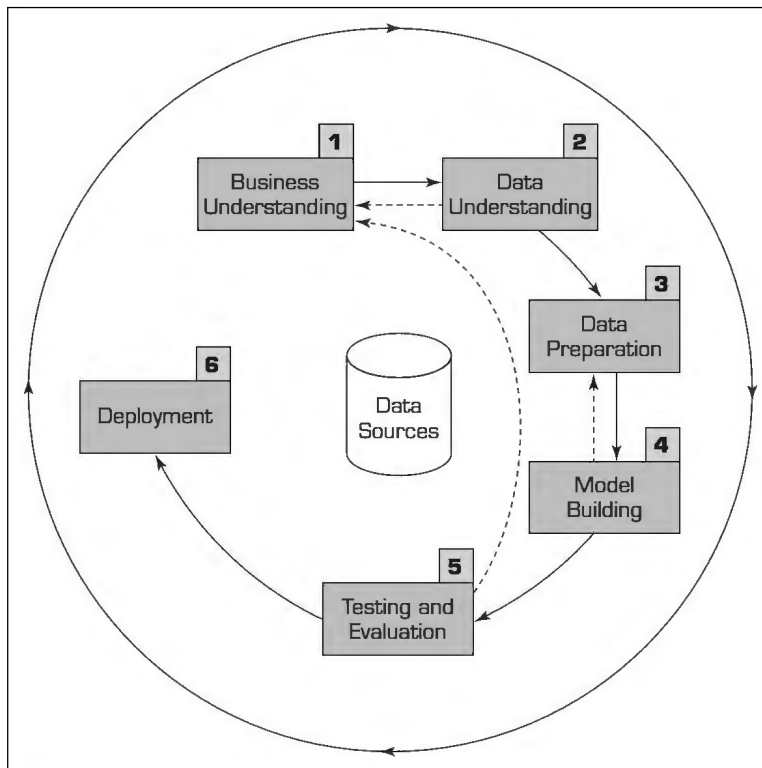 1
Business
Understanding
2
Data
Understanding
3
Data
Preparation
4
Model
Building
5
Testing and
Evaluation
6
Deployment
Data
Sources